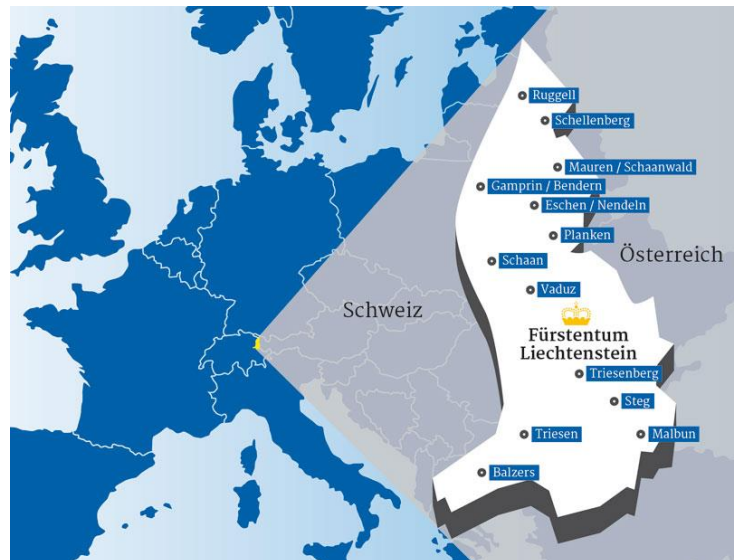 Ruggell
Schellenberg
Mauren / Schaanwald
Gamprin / Bendern
Eschen / Nendeln
Planken
Österreich
Schaan
Vaduz
Schweiz
Fürstentum
Liechtenstein
Triesenberg
Steg
Triesen
Malbun
Balzers